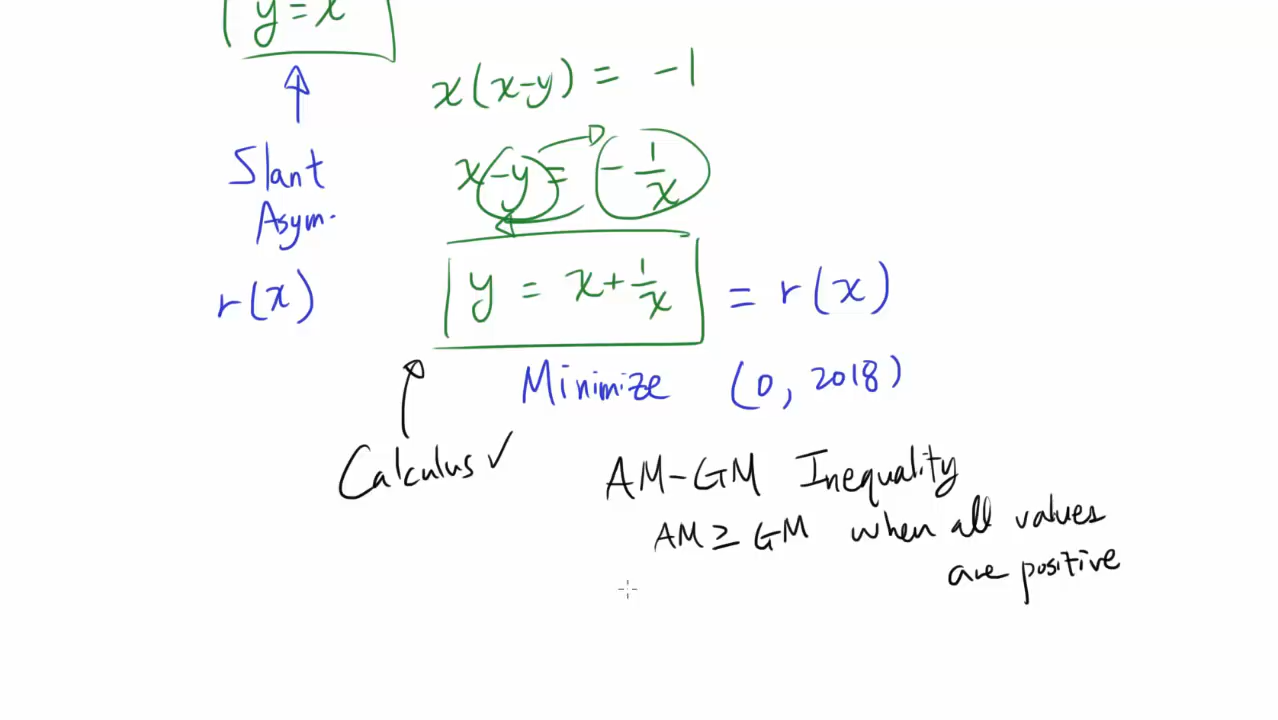 y = x
x(x-y) = -1
x-y = -1/x
Slant
Asym.
r(x)
y = x + 1/x = r(x)
Minimize (0, 2018)
Calculus ✓
AM-GM Inequality
AM ≥ GM when all values
are positive